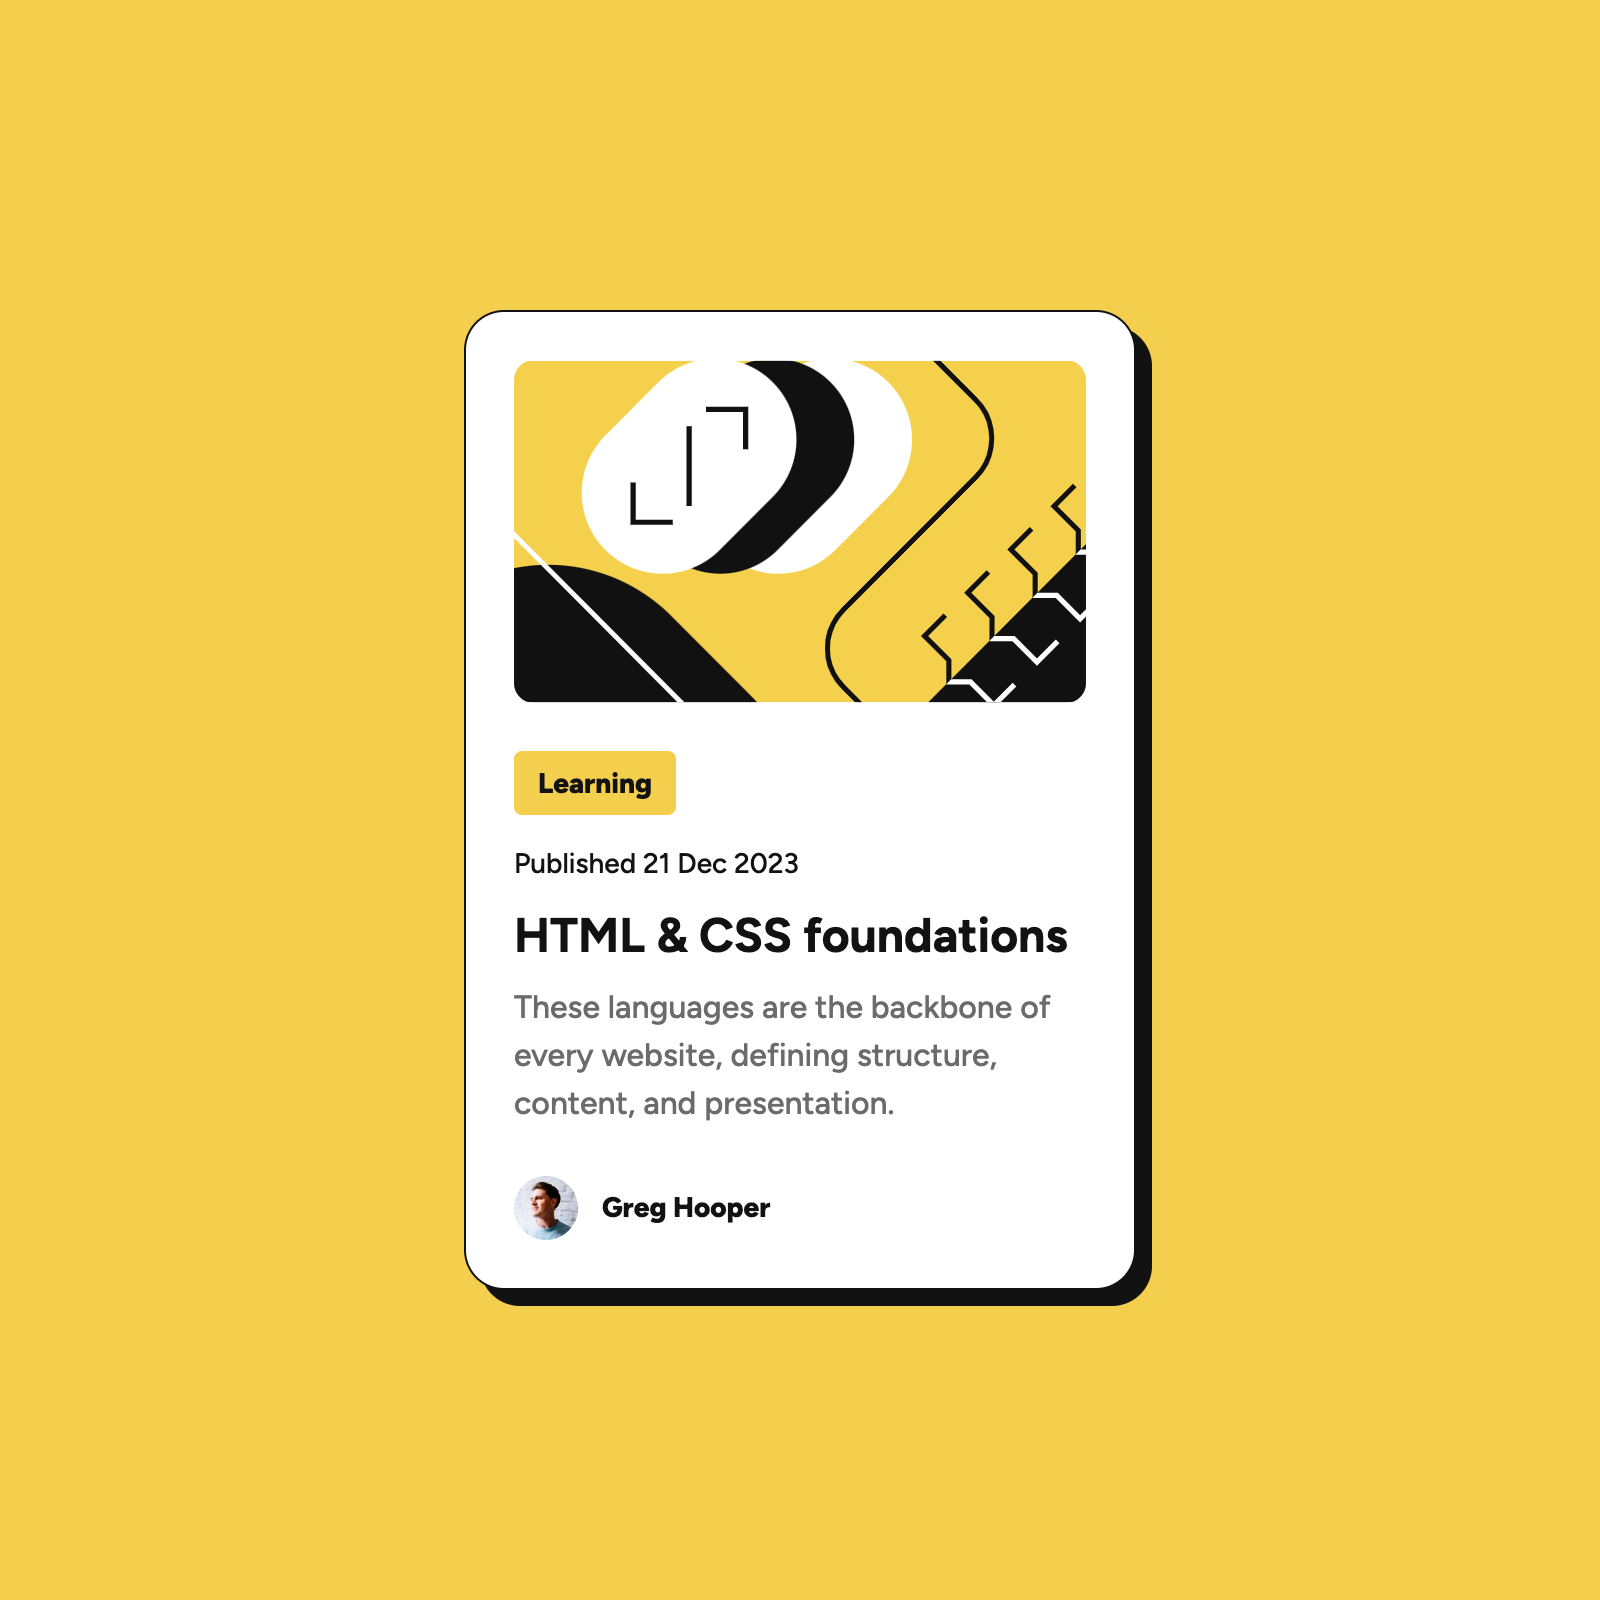 Learning
Published 21 Dec 2023
HTML & CSS foundations
These languages are the backbone of
every website, defining structure,
content, and presentation.
Greg Hooper